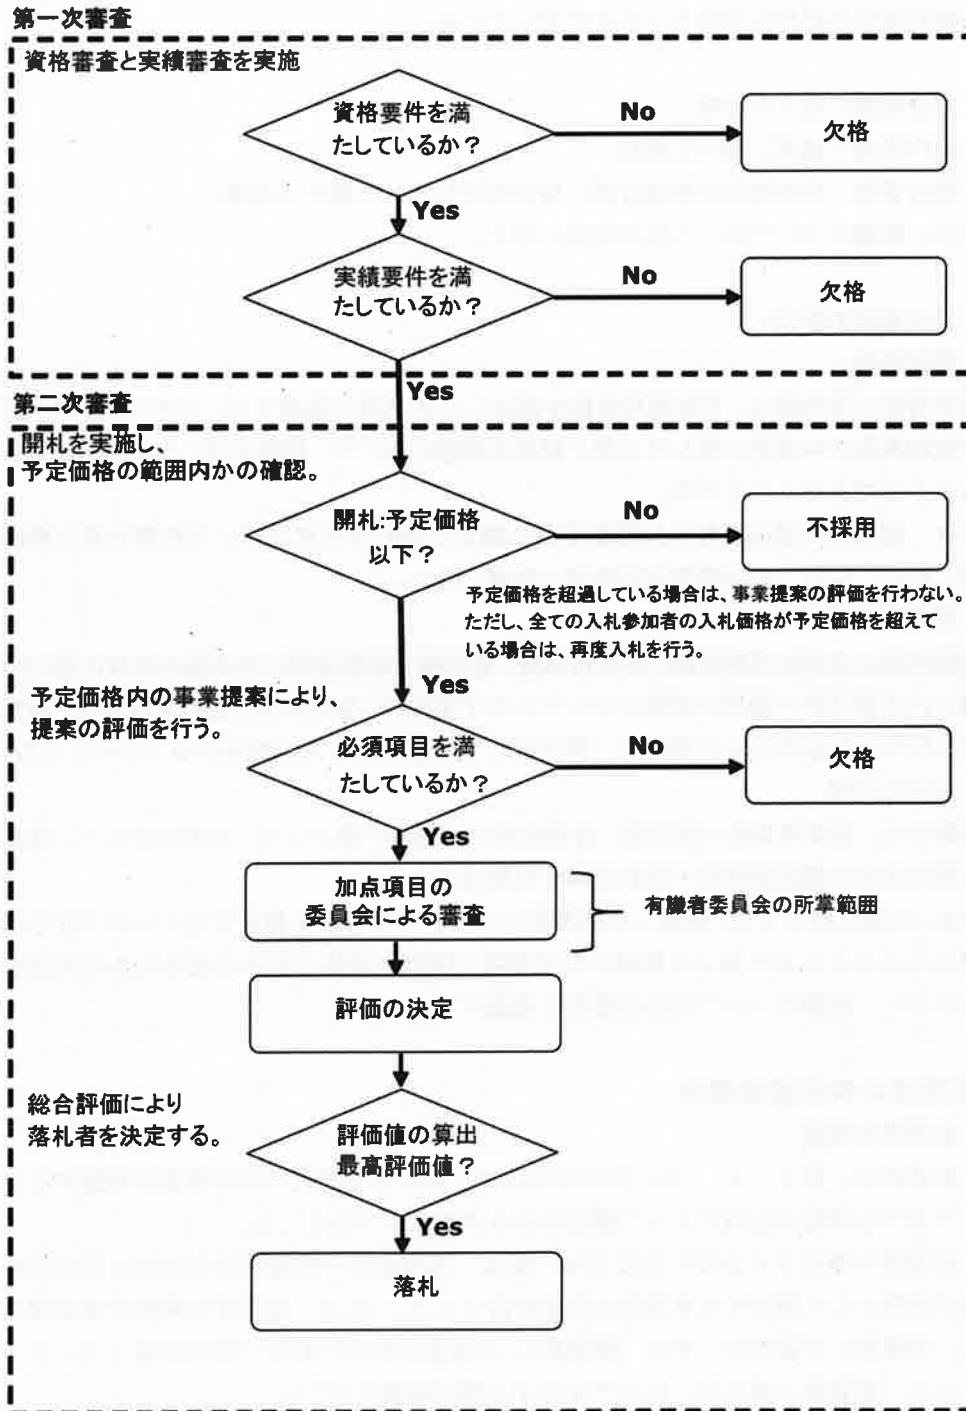 第一次審査
資格審査と実績審査を実施
資格要件を満
たしているか？
No
欠格
Yes
実績要件を満
たしているか？
No
欠格
Yes
第二次審査
開札を実施し、
予定価格の範囲内かの確認。
開札:予定価格
以下？
No
不採用
予定価格を超過している場合は、事業提案の評価を行わない。
ただし、全ての入札参加者の入札価格が予定価格を超えて
いる場合は、再度入札を行う。
Yes
予定価格内の事業提案により、
提案の評価を行う。
必須項目を満
たしているか？
No
欠格
Yes
加点項目の
委員会による審査
有識者委員会の所掌範囲
評価の決定
総合評価により
落札者を決定する。
評価値の算出
最高評価値？
Yes
落札